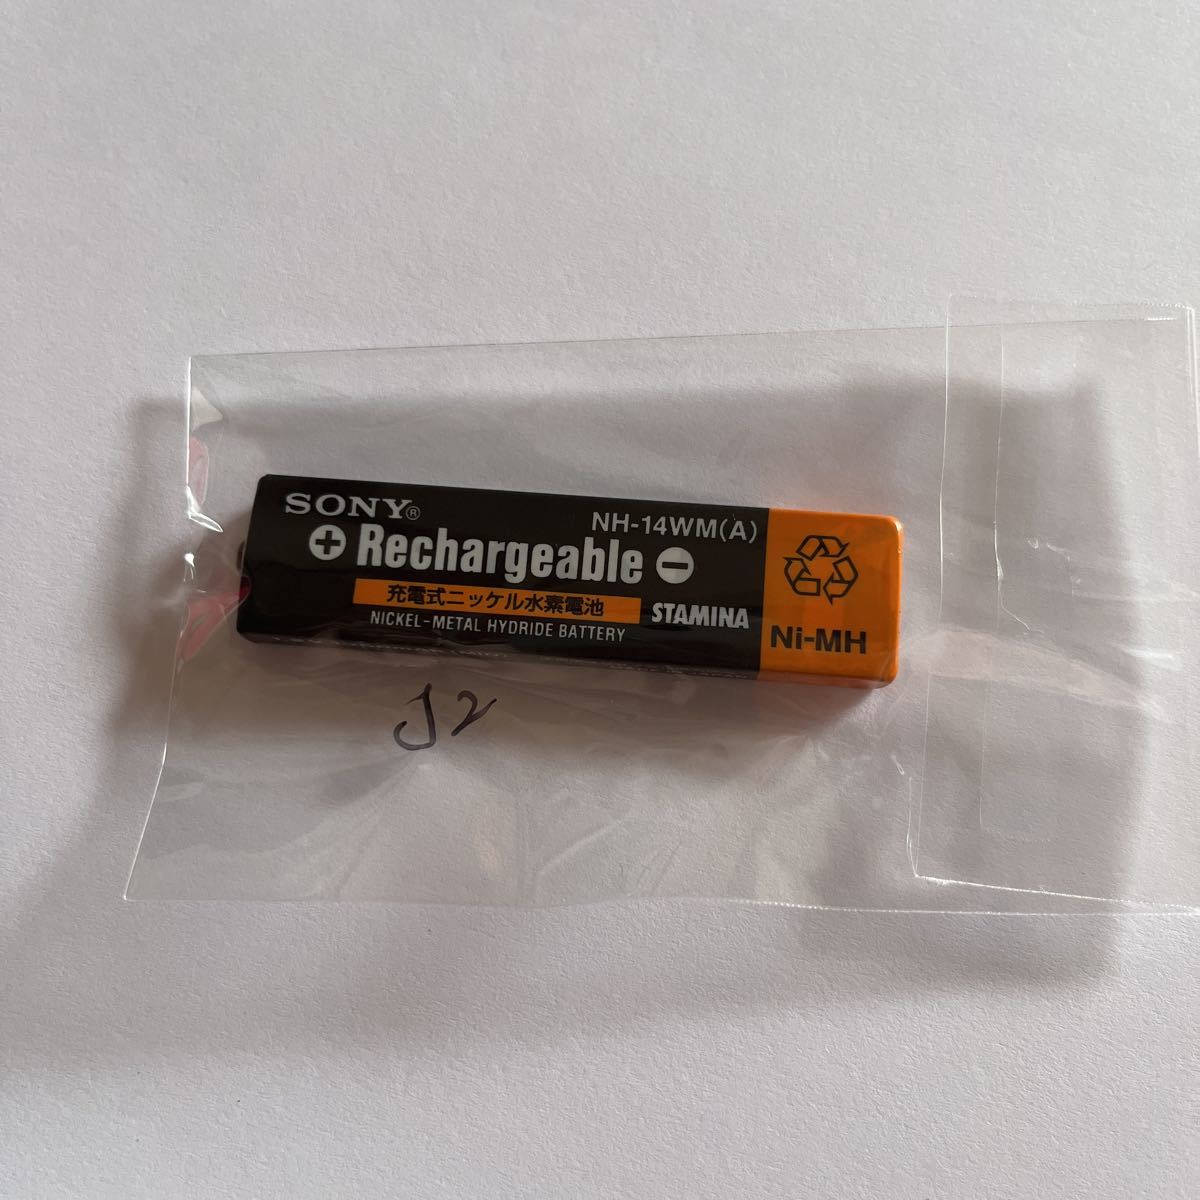 SONY®
NH-14WM(A)
+ Rechargeable −
充電式ニッケル水素電池
STAMINA
NICKEL-METAL HYDRIDE BATTERY
Ni-MH
J2